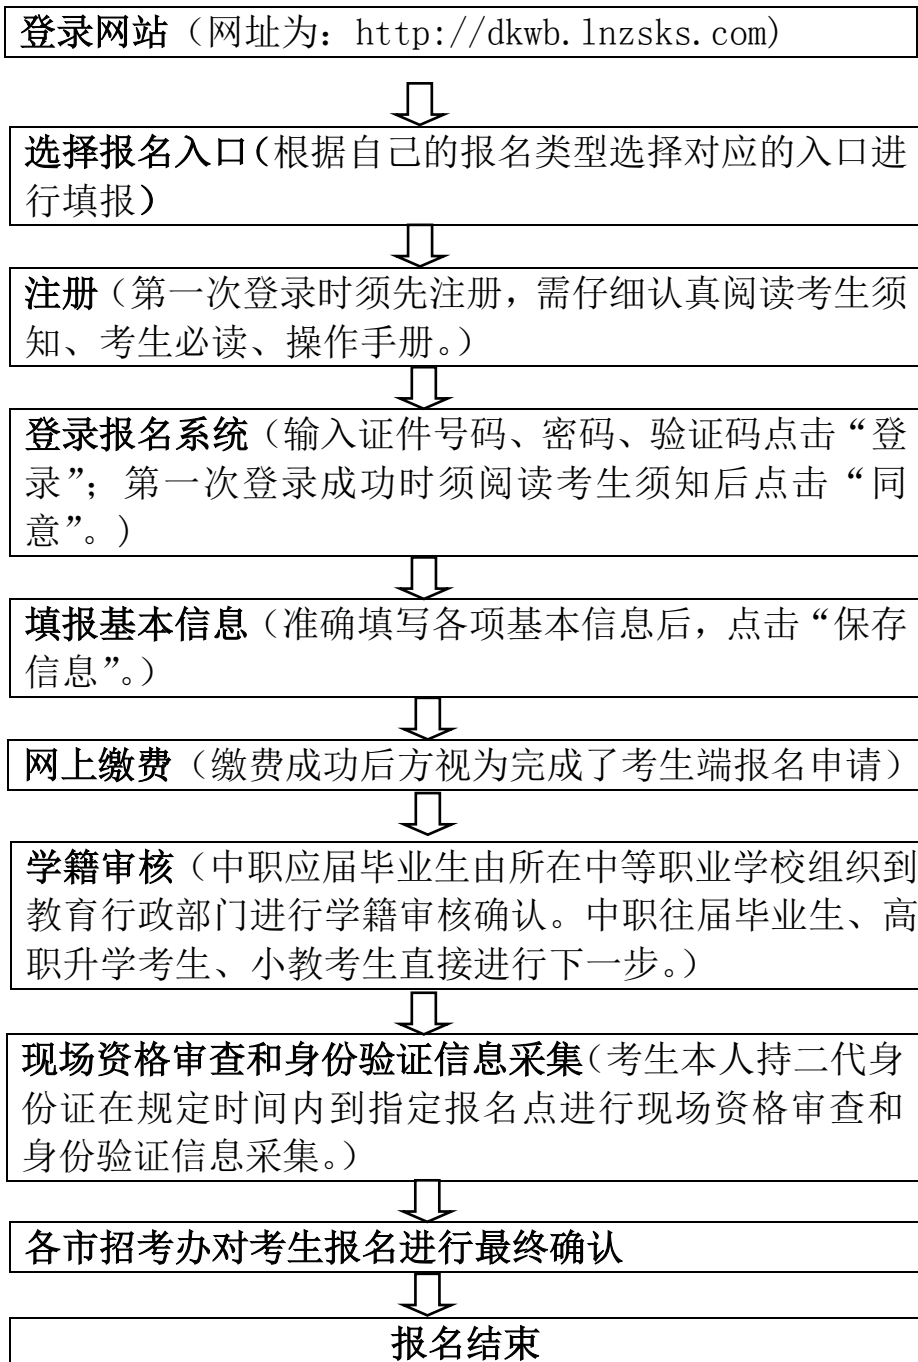 登录网站（网址为：http://dkwb.lnzsks.com）
选择报名入口（根据自己的报名类型选择对应的入口进
行填报）
注册（第一次登录时须先注册，需仔细认真阅读考生须
知、考生必读、操作手册。）
登录报名系统（输入证件号码、密码、验证码点击“登
录”；第一次登录成功时须阅读考生须知后点击“同
意”。）
填报基本信息（准确填写各项基本信息后，点击“保存
信息”。）
网上缴费（缴费成功后方视为完成了考生端报名申请）
学籍审核（中职应届毕业生由所在中等职业学校组织到
教育行政部门进行学籍审核确认。中职往届毕业生、高
职升学考生、小教考生直接进行下一步。）
现场资格审查和身份验证信息采集（考生本人持二代身
份证在规定时间内到指定报名点进行现场资格审查和
身份验证信息采集。）
各市招考办对考生报名进行最终确认
报名结束